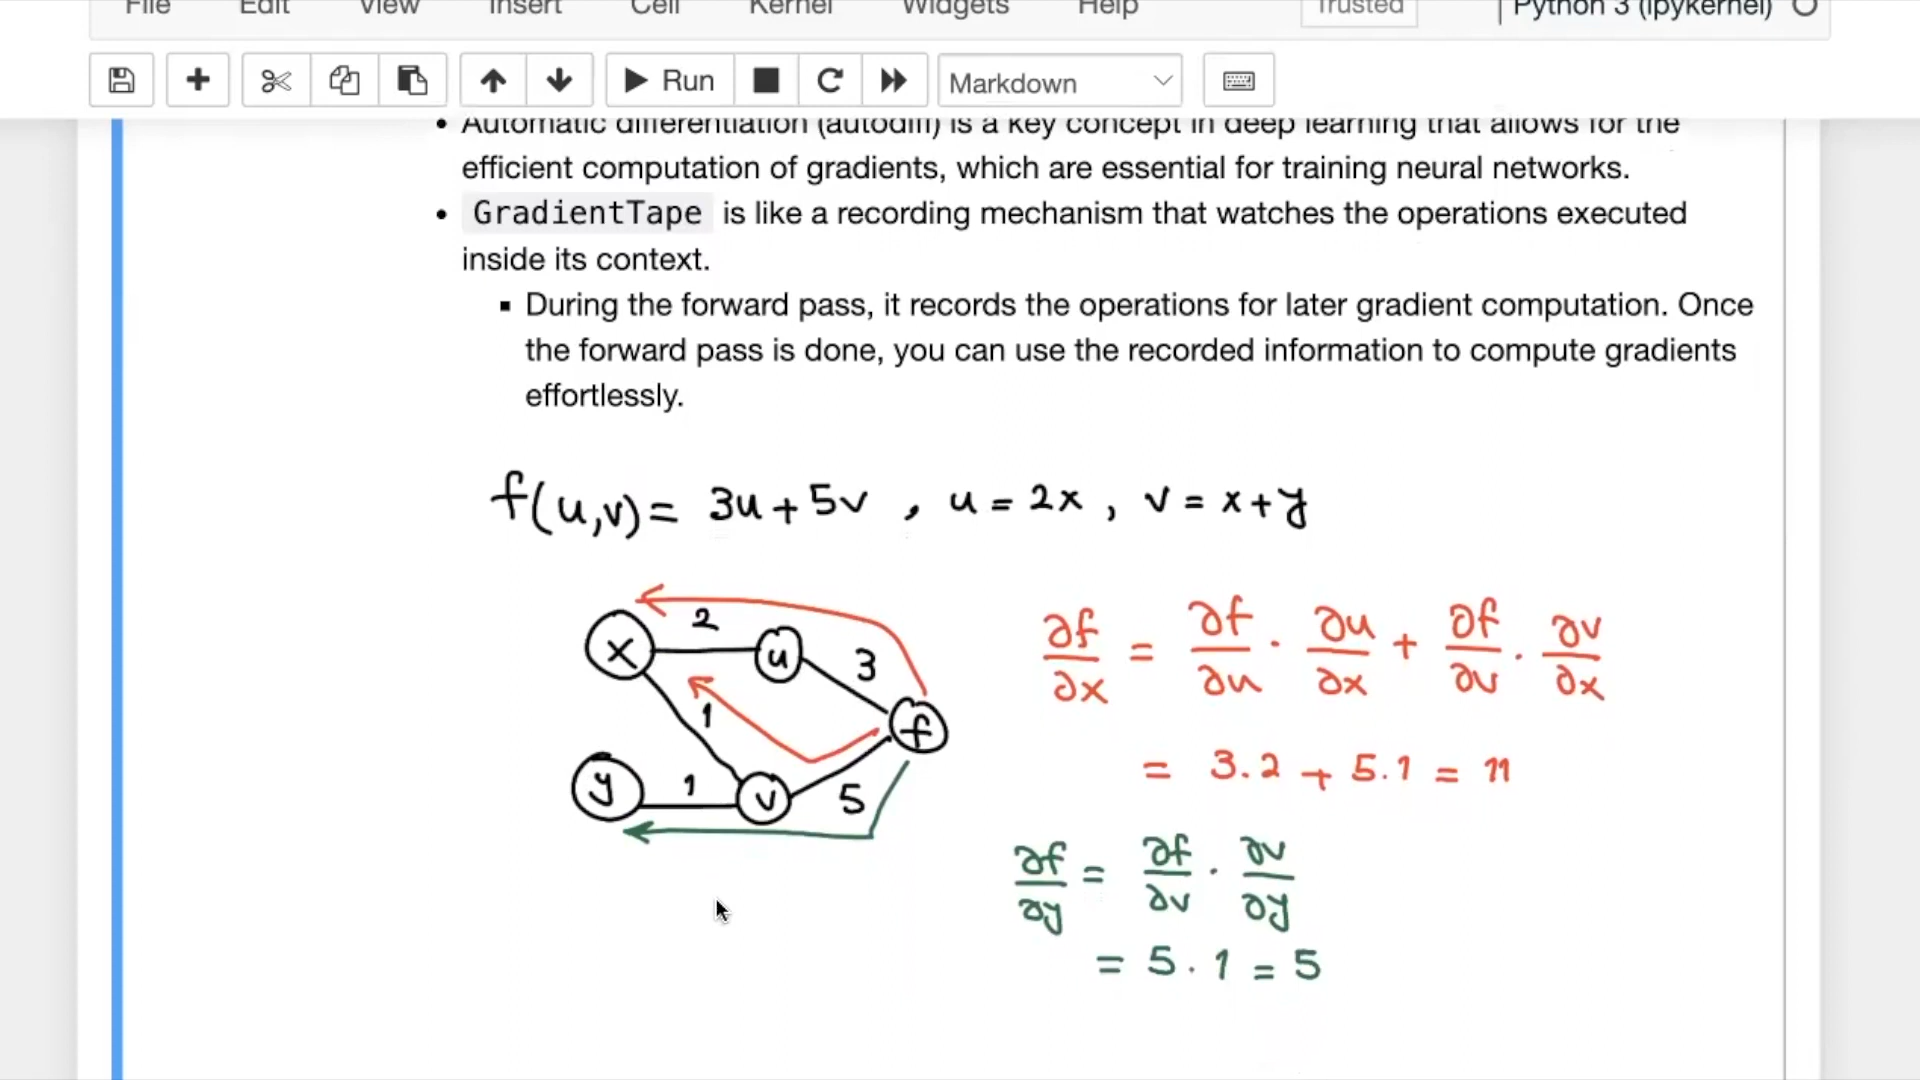 File Edit View Insert Cell Kernel Widgets Help Trusted Python 3 (ipykernel)
Run Markdown
• Automatic differentiation (autodiff) is a key concept in deep learning that allows for the
efficient computation of gradients, which are essential for training neural networks.
• GradientTape is like a recording mechanism that watches the operations executed
inside its context.
▪ During the forward pass, it records the operations for later gradient computation. Once
the forward pass is done, you can use the recorded information to compute gradients
effortlessly.
f(u,v) = 3u + 5v , u = 2x , v = x + y
x 2 u 3
1 f
y 1 v 5
∂f/∂x = ∂f/∂u · ∂u/∂x + ∂f/∂v · ∂v/∂x
= 3.2 + 5.1 = 11
∂f/∂y = ∂f/∂v · ∂v/∂y
= 5 . 1 = 5